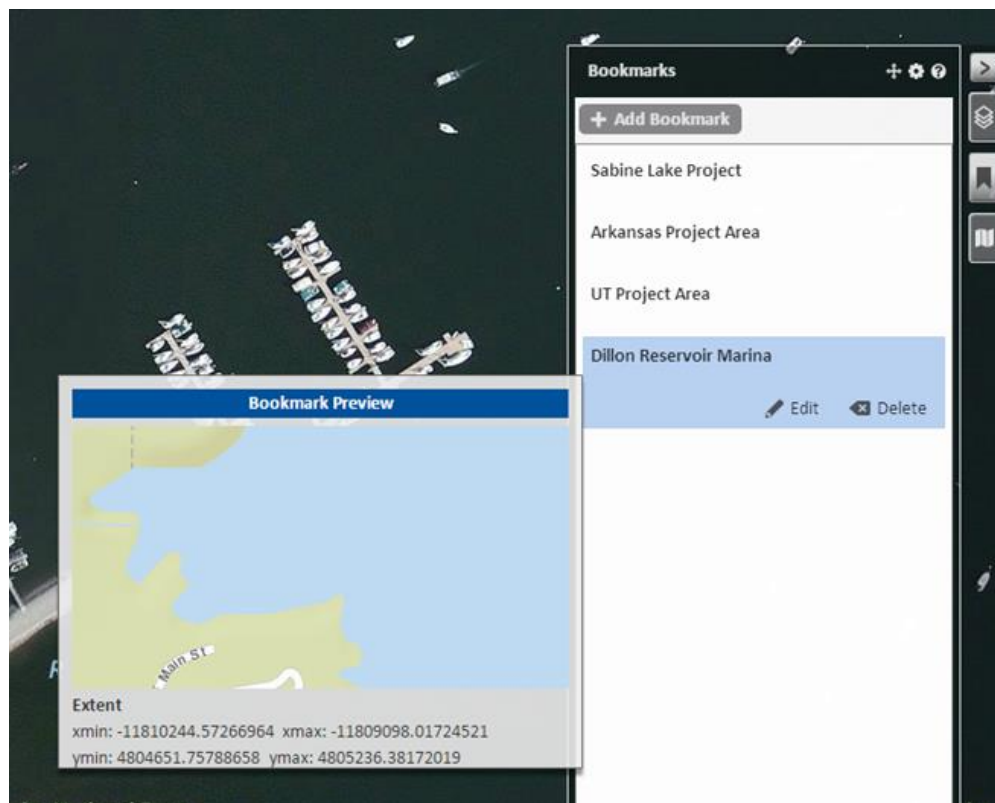 Bookmarks
+ Add Bookmark
Sabine Lake Project
Arkansas Project Area
UT Project Area
Dillon Reservoir Marina
Edit Delete
Bookmark Preview
Main St
R
Extent
xmin: -11810244.57266964 xmax: -11809098.01724521
ymin: 4804651.75788658 ymax: 4805236.38172019